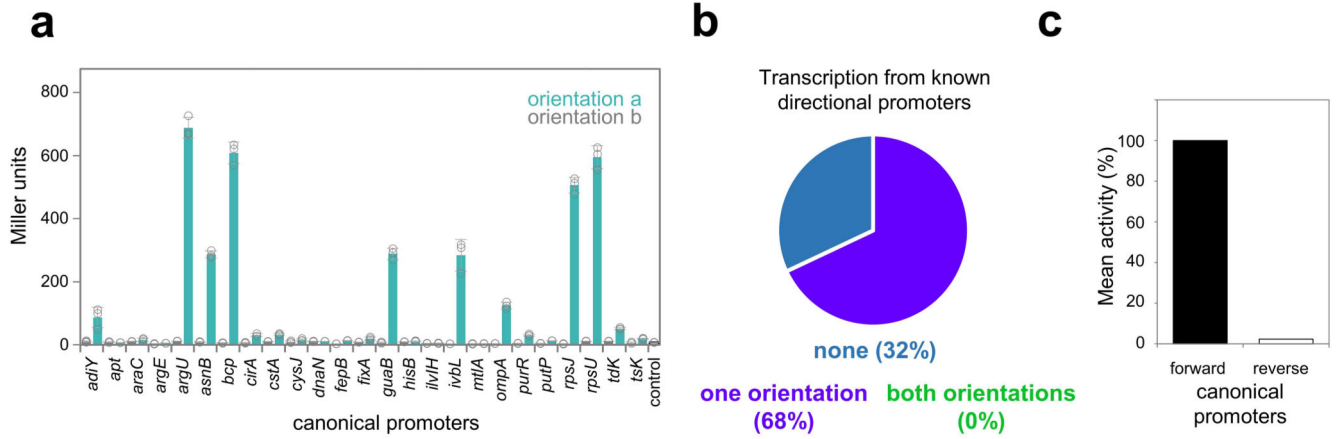 a
800
600
400
200
0
Miller units
orientation a
orientation b
adiY
apt
araC
argE
argU
asnB
bcp
cirA
cstA
cysJ
dnaN
fepB
fixA
guaB
hisB
ilvIH
ivbL
mtlA
ompA
purR
putP
rpsJ
rpsU
tdK
tsK
control
canonical promoters
b
Transcription from known
directional promoters
none (32%)
one orientation
(68%)
both orientations
(0%)
c
Mean activity (%)
100
80
60
40
20
0
forward
reverse
canonical
promoters